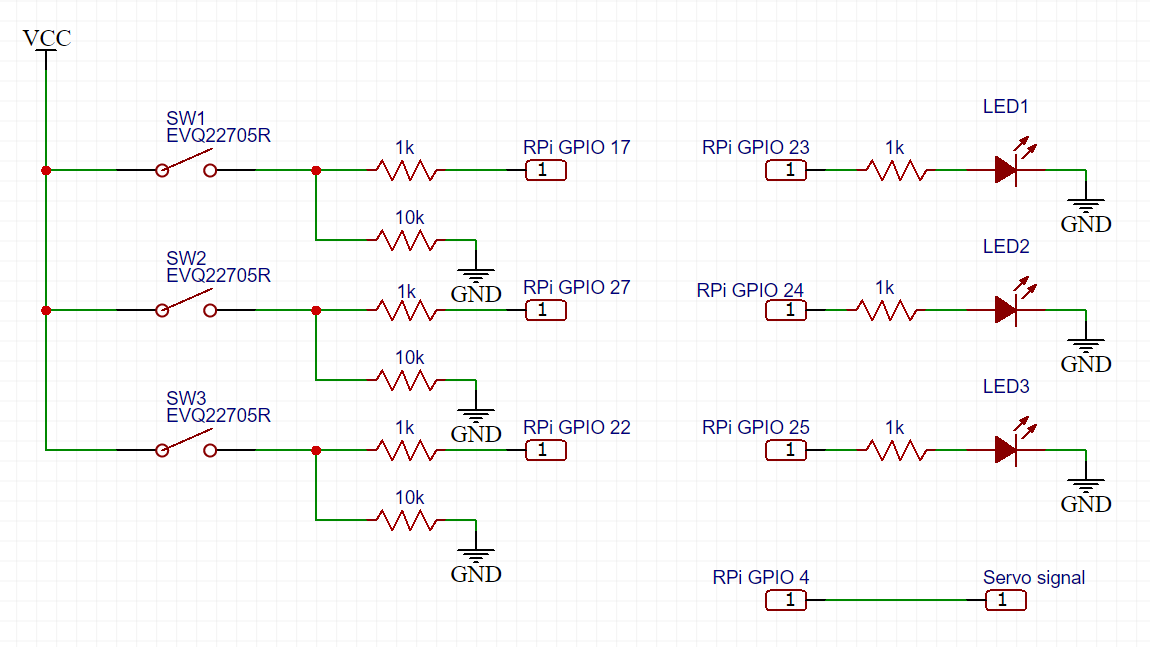 VCC
SW1
EVQ22705R
1k
RPi GPIO 17
1
10k
GND
SW2
EVQ22705R
1k
RPi GPIO 27
1
10k
GND
SW3
EVQ22705R
1k
RPi GPIO 22
1
10k
GND
RPi GPIO 23
1
1k
LED1
GND
RPi GPIO 24
1
1k
LED2
GND
RPi GPIO 25
1
1k
LED3
GND
RPi GPIO 4
1
Servo signal
1